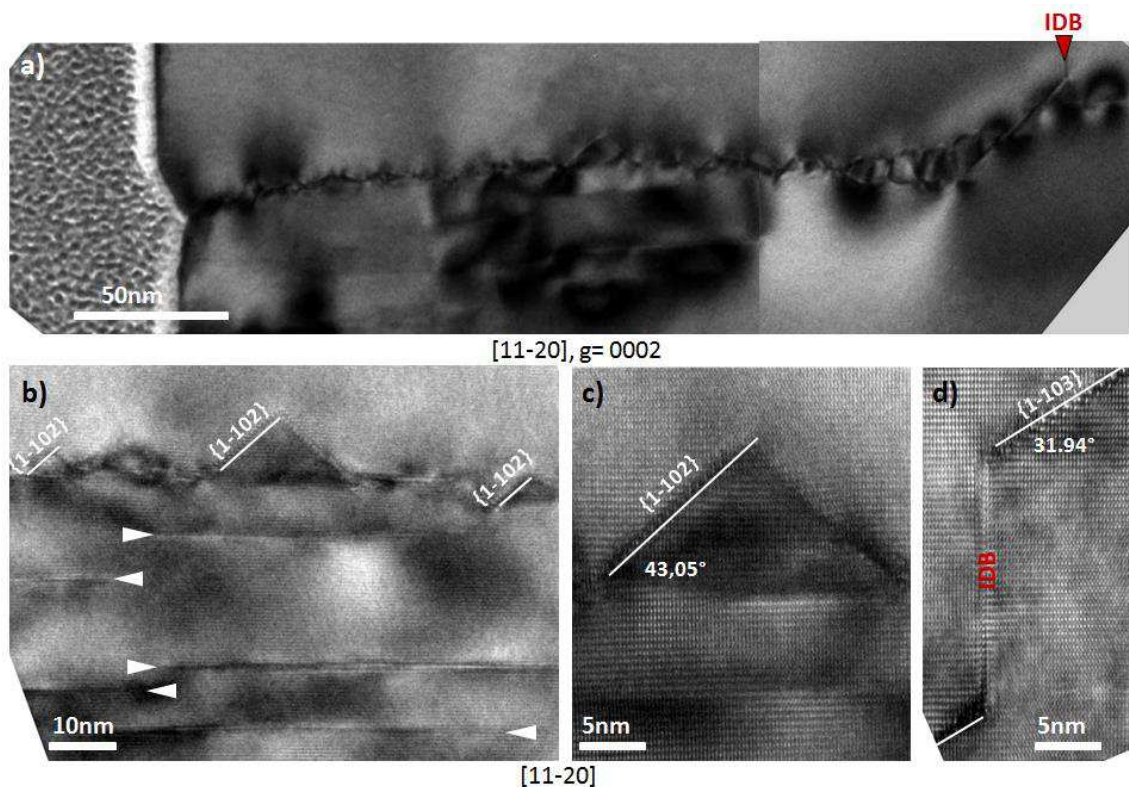 IDB
a)
50nm
[11-20], g= 0002
b)
{1-102}
{1-102}
{1-102}
10nm
c)
{1-102}
43,05°
5nm
d)
{1-103}
31.94°
IDB
5nm
[11-20]